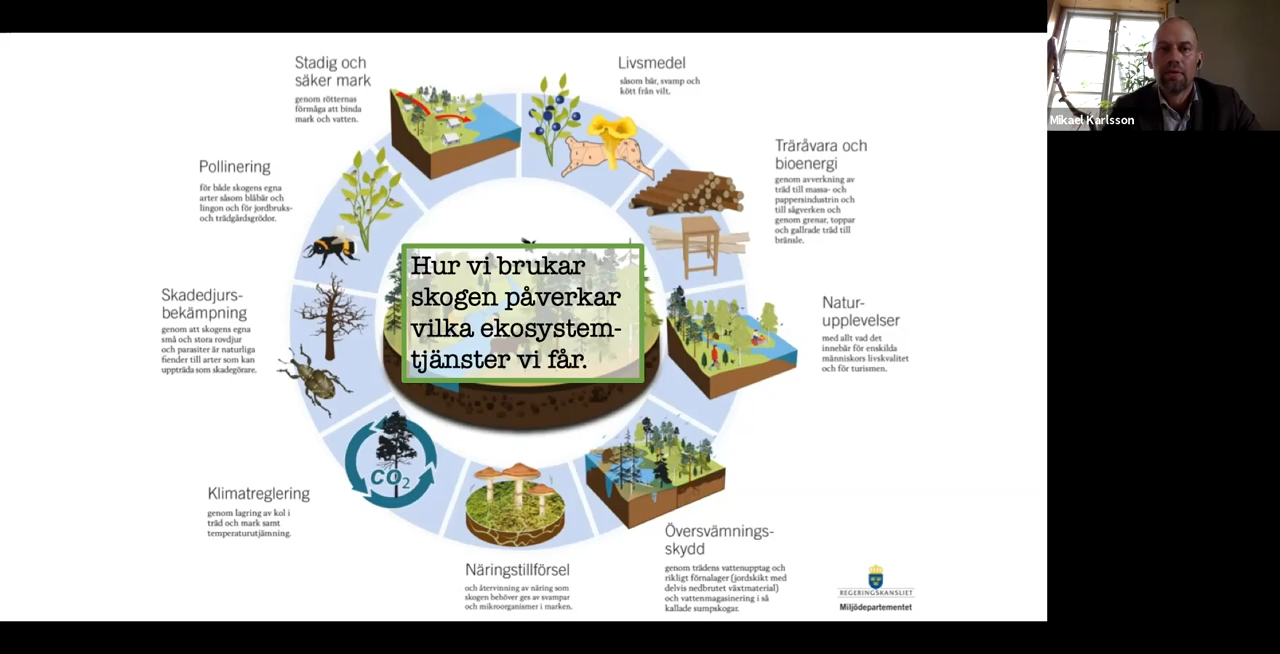 Stadig och
säker mark
genom rötternas
förmåga att binda
mark och vatten.
Livsmedel
såsom bär, svamp och
kött från vilt.
Mikael Karlsson
Träråvara och
bioenergi
genom avverkning av
träd till massa- och
pappersindustrin och
till sågverken och
genom grenar, toppar
och gallrade träd till
bränsle.
Pollinering
för både skogens egna
arter såsom blåbär och
lingon och för jordbruks-
och trädgårdsgrödor.
Hur vi brukar
skogen påverkar
vilka ekosystem-
tjänster vi får.
Skadedjurs-
bekämpning
genom att skogens egna
små och stora rovdjur
och parasiter är naturliga
fiender till arter som kan
uppträda som skadegörare.
Natur-
upplevelser
med allt vad det
innebär för enskilda
människors livskvalitet
och för turismen.
CO2
Klimatreglering
genom lagring av kol i
träd och mark samt
temperaturutjämning.
Näringstillförsel
och återvinning av näring som
skogen behöver ges av svampar
och mikroorganismer i marken.
Översvämnings-
skydd
genom trädens vattenupptag och
rikligt förnalager (jordskikt med
delvis nedbrutet växtmaterial)
och vattenmagasinering i så
kallade sumpskogar.
REGERINGSKANSLIET
Miljödepartementet